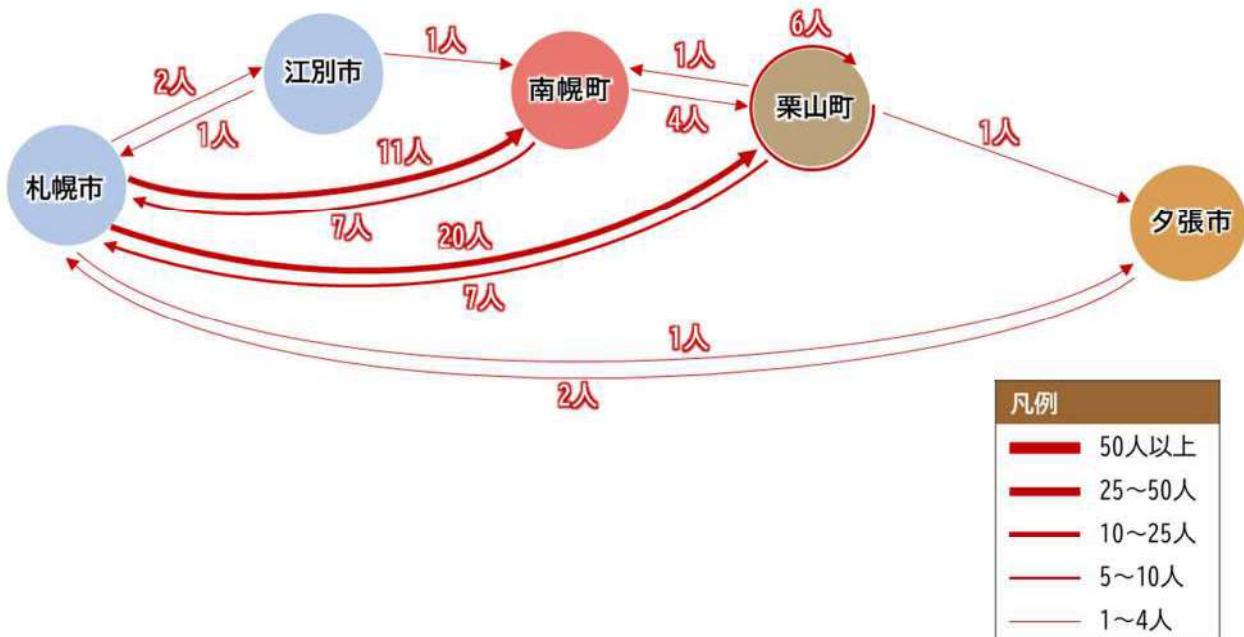 6人
江別市
1人
南幌町
1人
栗山町
2人
4人
1人
1人
札幌市
11人
夕張市
7人
20人
7人
1人
2人
凡例
50人以上
25～50人
10～25人
5～10人
1～4人